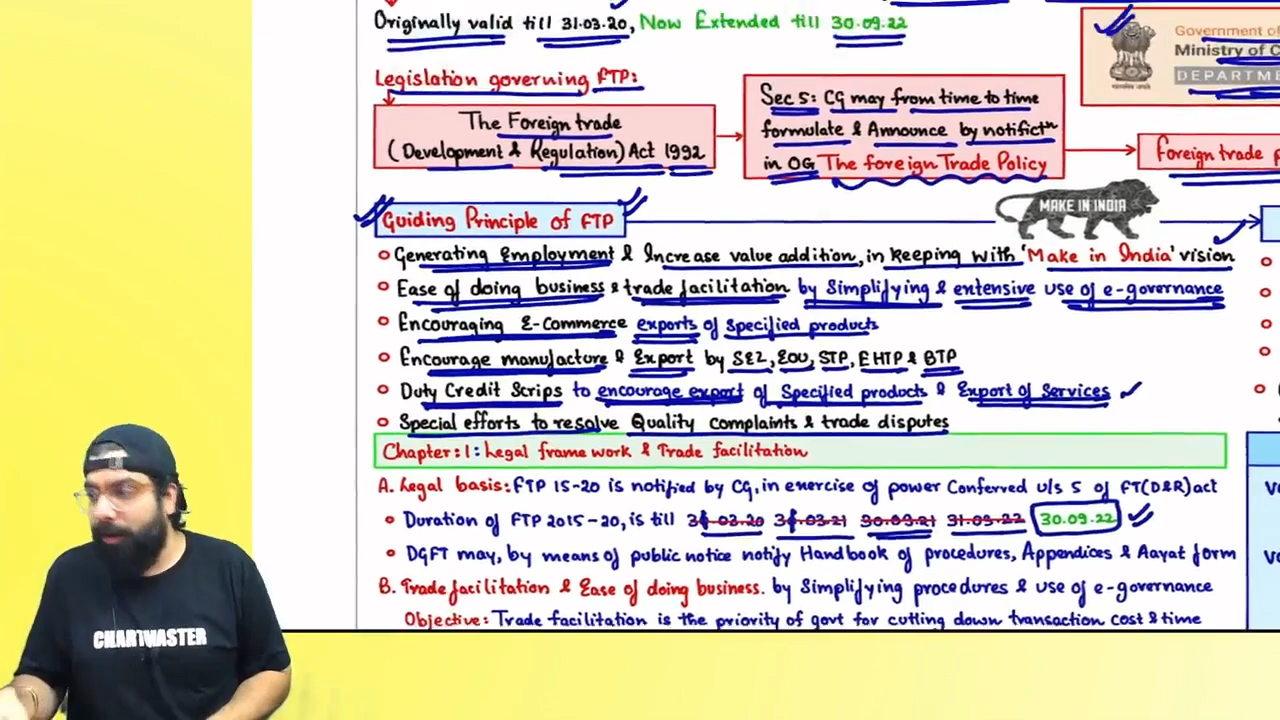 Originally valid till 31.03.20, Now Extended till 30.09.22
Government of
Ministry of C
DEPARTME
Legislation governing FTP:
The Foreign trade
(Development & Regulation) Act 1992
Sec 5: CG may from time to time
formulate & Announce by notifictn
in OG The foreign Trade Policy
Foreign trade p
Guiding Principle of FTP
MAKE IN INDIA
Generating Employment & Increase value addition, in keeping with 'Make in India' vision
Ease of doing business & trade facilitation by Simplifying & extensive use of e-governance
Encouraging E-Commerce exports of specified products
Encourage manufacture & Export by SEZ, EOU, STP, EHTP & BTP
Duty Credit Scrips to encourage export of Specified products & Export of Services
Special efforts to resolve Quality complaints & trade disputes
Chapter:1: Legal frame work & Trade facilitation
A. Legal basis: FTP 15-20 is notified by CG, in exercise of power Conferred u/s 5 of FT(D&R)act
Duration of FTP 2015-20, is till 31.03.20 31.03.21 30.09.21 31.03.22 30.09.22
DGFT may, by means of public notice notify Handbook of procedures, Appendices & Aayat form
B. Trade facilitation & Ease of doing business. by Simplifying procedures & use of e-governance
Objective: Trade facilitation is the priority of govt for cutting down transaction cost & time
CHARTMASTER